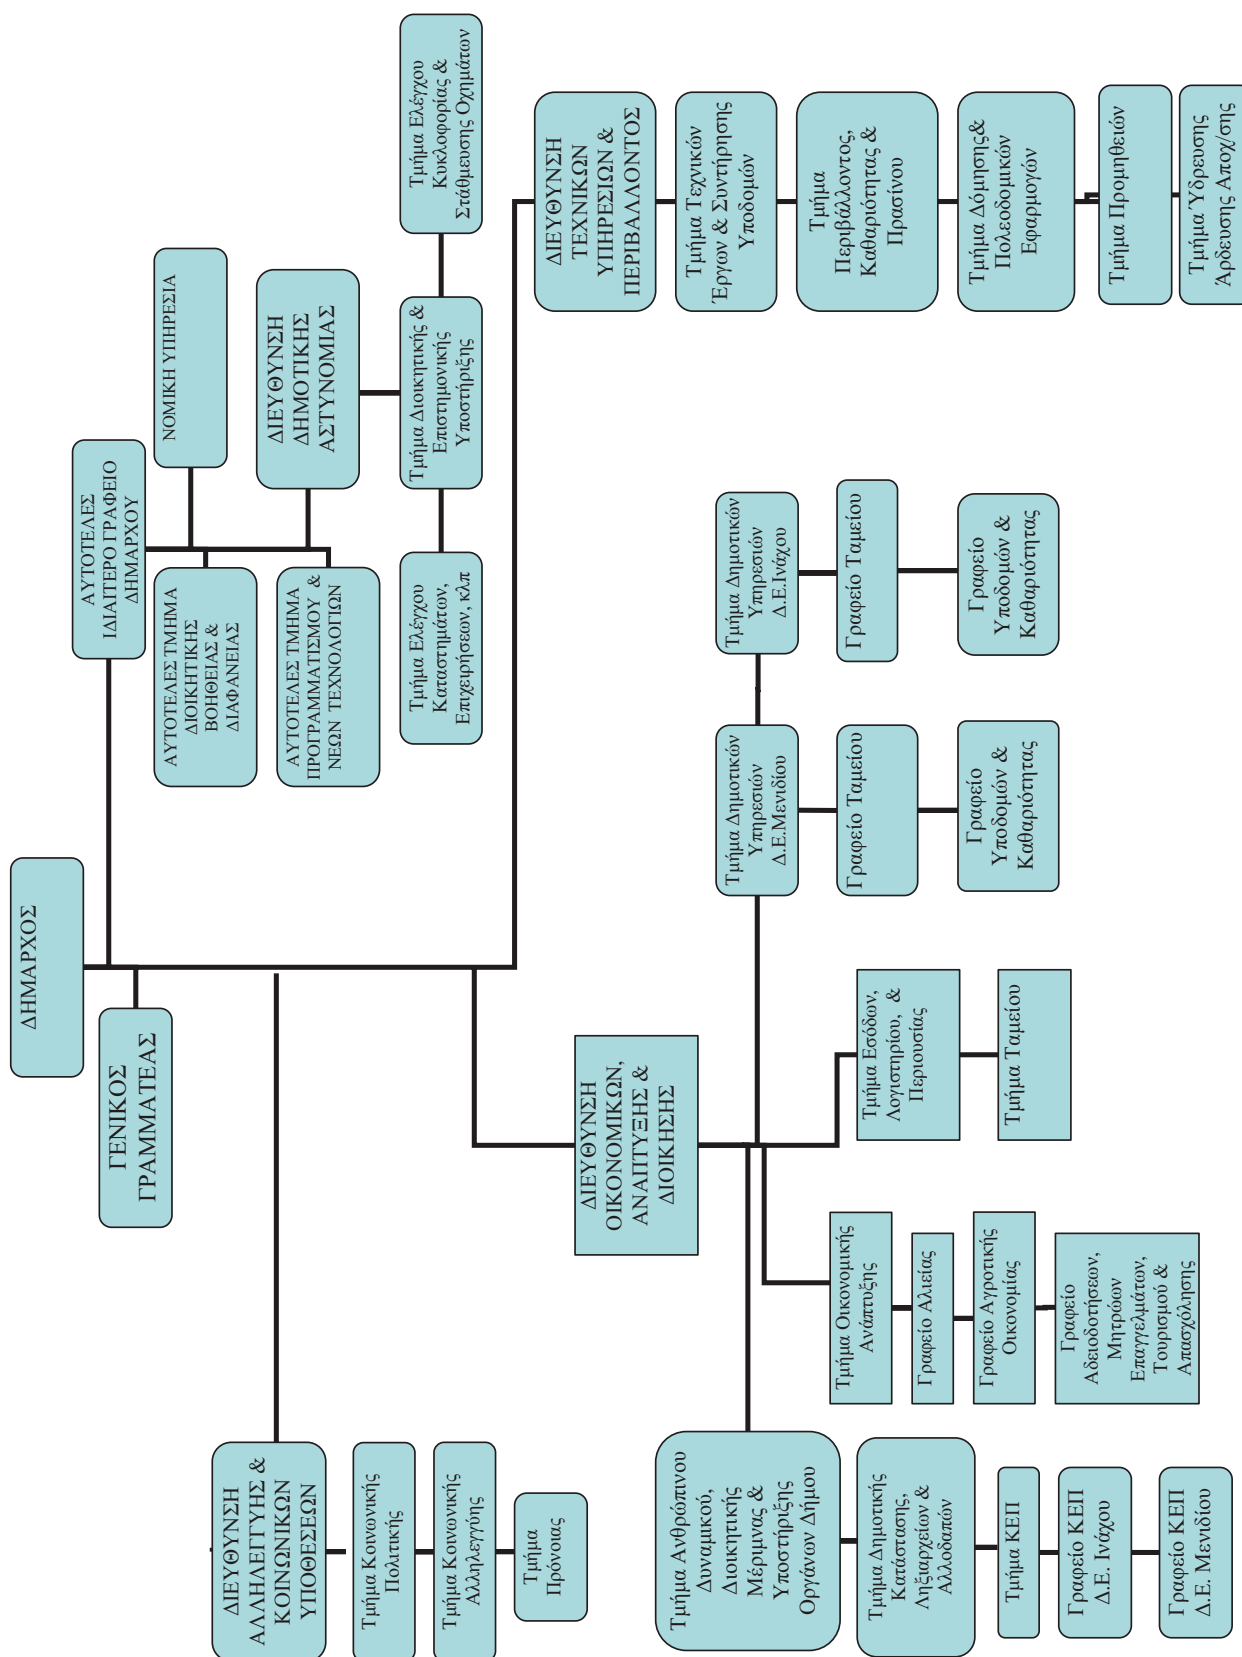 ΔΗΜΑΡΧΟΣ
ΓΕΝΙΚΟΣ
ΓΡΑΜΜΑΤΕΑΣ
ΑΥΤΟΤΕΛΕΣ
ΙΔΙΑΙΤΕΡΟ ΓΡΑΦΕΙΟ
ΔΗΜΑΡΧΟΥ
ΝΟΜΙΚΗ ΥΠΗΡΕΣΙΑ
ΑΥΤΟΤΕΛΕΣ ΤΜΗΜΑ
ΔΙΟΙΚΗΤΙΚΗΣ
ΒΟΗΘΕΙΑΣ &
ΔΙΑΦΑΝΕΙΑΣ
ΑΥΤΟΤΕΛΕΣ ΤΜΗΜΑ
ΠΡΟΓΡΑΜΜΑΤΙΣΜΟΥ &
ΝΕΩΝ ΤΕΧΝΟΛΟΓΙΩΝ
ΔΙΕΥΘΥΝΣΗ
ΔΗΜΟΤΙΚΗΣ
ΑΣΤΥΝΟΜΙΑΣ
Τμήμα Ελέγχου
Καταστημάτων,
Επιχειρήσεων, κλπ
Τμήμα Διοικητικής &
Επιστημονικής
Υποστήριξης
Τμήμα Ελέγχου
Κυκλοφορίας &
Στάθμευσης Οχημάτων
ΔΙΕΥΘΥΝΣΗ
ΑΛΛΗΛΕΓΓΥΗΣ &
ΚΟΙΝΩΝΙΚΩΝ
ΥΠΟΘΕΣΕΩΝ
Τμήμα Κοινωνικής
Πολιτικής
Τμήμα Κοινωνικής
Αλληλεγγύης
Τμήμα
Πρόνοιας
ΔΙΕΥΘΥΝΣΗ
ΟΙΚΟΝΟΜΙΚΩΝ,
ΑΝΑΠΤΥΞΗΣ &
ΔΙΟΙΚΗΣΗΣ
ΔΙΕΥΘΥΝΣΗ
ΤΕΧΝΙΚΩΝ
ΥΠΗΡΕΣΙΩΝ &
ΠΕΡΙΒΑΛΛΟΝΤΟΣ
Τμήμα Τεχνικών
Έργων & Συντήρησης
Υποδομών
Τμήμα
Περιβάλλοντος,
Καθαριότητας &
Πρασίνου
Τμήμα Δόμησης&
Πολεοδομικών
Εφαρμογών
Τμήμα Προμηθειών
Τμήμα Ύδρευσης
Άρδευσης Αποχ/σης
Τμήμα Ανθρώπινου
Δυναμικού,
Διοικητικής
Μέριμνας &
Υποστήριξης
Οργάνων Δήμου
Τμήμα Δημοτικής
Κατάστασης,
Ληξιαρχείων &
Αλλοδαπών
Τμήμα ΚΕΠ
Γραφείο ΚΕΠ
Δ.Ε. Ινάχου
Γραφείο ΚΕΠ
Δ.Ε. Μενιδίου
Τμήμα Οικονομικής
Ανάπτυξης
Γραφείο Αλιείας
Γραφείο Αγροτικής
Οικονομίας
Γραφείο
Αδειοδοτήσεων,
Μητρώων
Επαγγελμάτων,
Τουρισμού &
Απασχόλησης
Τμήμα Εσόδων,
Λογιστηρίου, &
Περιουσίας
Τμήμα Ταμείου
Τμήμα Δημοτικών
Υπηρεσιών
Δ.Ε.Μενιδίου
Γραφείο Ταμείου
Γραφείο
Υποδομών &
Καθαριότητας
Τμήμα Δημοτικών
Υπηρεσιών
Δ.Ε.Ινάχου
Γραφείο Ταμείου
Γραφείο
Υποδομών &
Καθαριότητας